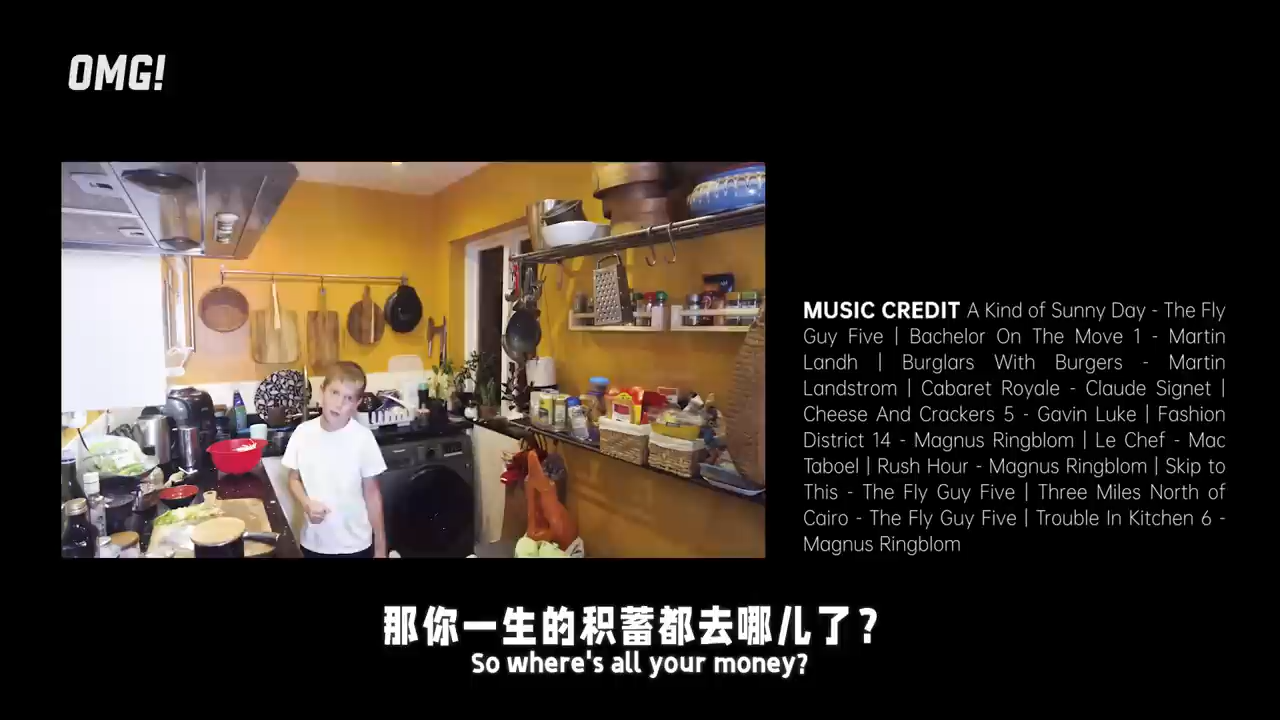 OMG!
MUSIC CREDIT A Kind of Sunny Day - The Fly
Guy Five | Bachelor On The Move 1 - Martin
Landh | Burglars With Burgers - Martin
Landstrom | Cabaret Royale - Claude Signet |
Cheese And Crackers 5 - Gavin Luke | Fashion
District 14 - Magnus Ringblom | Le Chef - Mac
Taboel | Rush Hour - Magnus Ringblom | Skip to
This - The Fly Guy Five | Three Miles North of
Cairo - The Fly Guy Five | Trouble In Kitchen 6 -
Magnus Ringblom
那你一生的积蓄都去哪儿了？
So where's all your money?